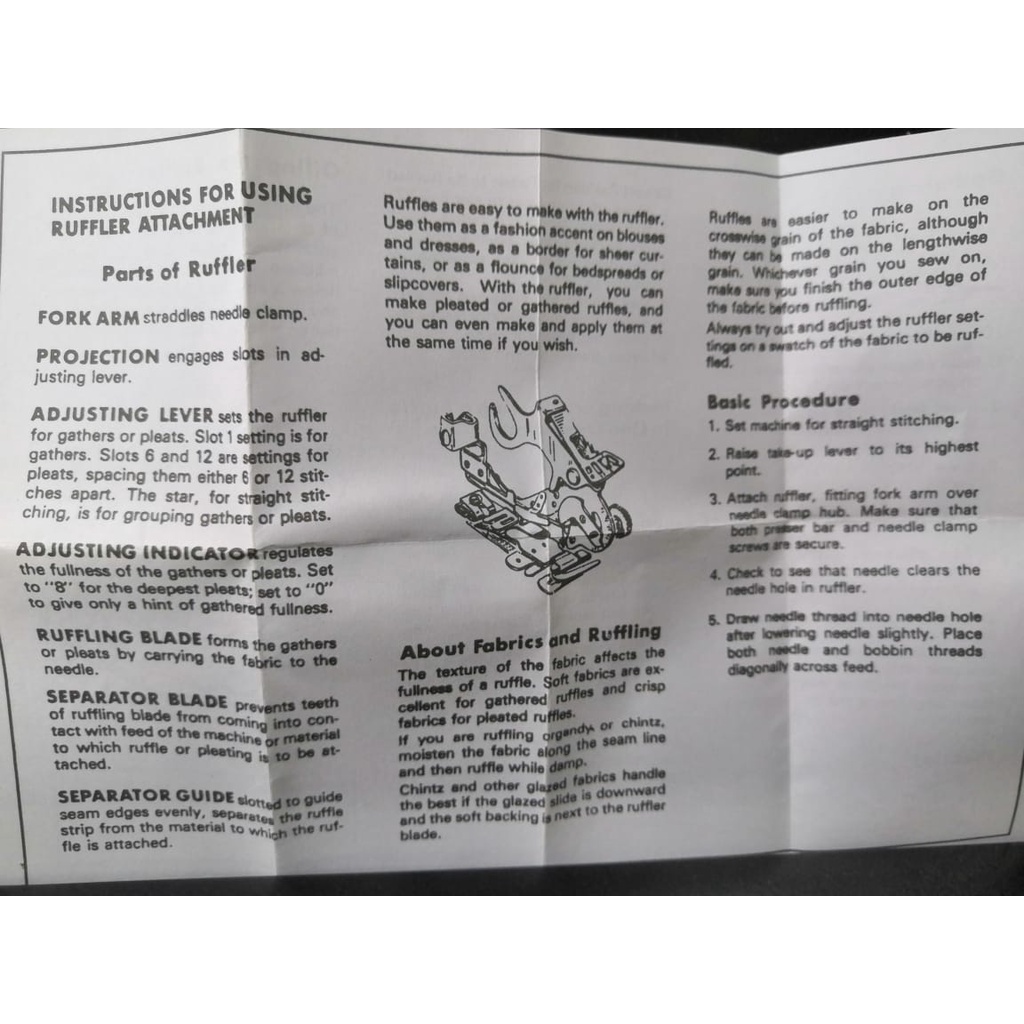 INSTRUCTIONS FOR USING
RUFFLER ATTACHMENT
Parts of Ruffler
FORK ARM straddles needle clamp.
PROJECTION engages slots in ad-
justing lever.
ADJUSTING LEVER sets the ruffler
for gathers or pleats. Slot 1 setting is for
gathers. Slots 6 and 12 are settings for
pleats, spacing them either 6 or 12 stit-
ches apart. The star, for straight stit-
ching, is for grouping gathers or pleats.
ADJUSTING INDICATOR regulates
the fullness of the gathers or pleats. Set
to "8" for the deepest pleats; set to "0"
to give only a hint of gathered fullness.
RUFFLING BLADE forms the gathers
or pleats by carrying the fabric to the
needle.
SEPARATOR BLADE prevents teeth
of ruffling blade from coming into con-
tact with feed of the machine or material
to which ruffle or pleating is to be at-
tached.
SEPARATOR GUIDE slotted to guide
seam edges evenly, separates the ruffle
strip from the material to which the ruf-
fle is attached.
Ruffles are easy to make with the ruffler.
Use them as a fashion accent on blouses
and dresses, as a border for sheer cur-
tains, or as a flounce for bedspreads or
slipcovers. With the ruffler, you can
make pleated or gathered ruffles, and
you can even make and apply them at
the same time if you wish.
About Fabrics and Ruffling
The texture of the fabric affects the
fullness of a ruffle. Soft fabrics are ex-
cellent for gathered ruffles and crisp
fabrics for pleated ruffles.
If you are ruffling organdy or chintz,
moisten the fabric along the seam line
and then ruffle while damp.
Chintz and other glazed fabrics handle
the best if the glazed slide is downward
and the soft backing is next to the ruffler
blade.
Ruffles are easier to make on the
crosswise grain of the fabric, although
they can be made on the lengthwise
grain. Whichever grain you sew on,
make sure you finish the outer edge of
the fabric before ruffling.
Always try out and adjust the ruffler set-
tings on a swatch of the fabric to be ruf-
fled.
Basic Procedure
1. Set machine for straight stitching.
2. Raise take-up lever to its highest
point.
3. Attach ruffler, fitting fork arm over
needle clamp hub. Make sure that
both presser bar and needle clamp
screws are secure.
4. Check to see that needle clears the
needle hole in ruffler.
5. Draw needle thread into needle hole
after lowering needle slightly. Place
both needle and bobbin threads
diagonally across feed.